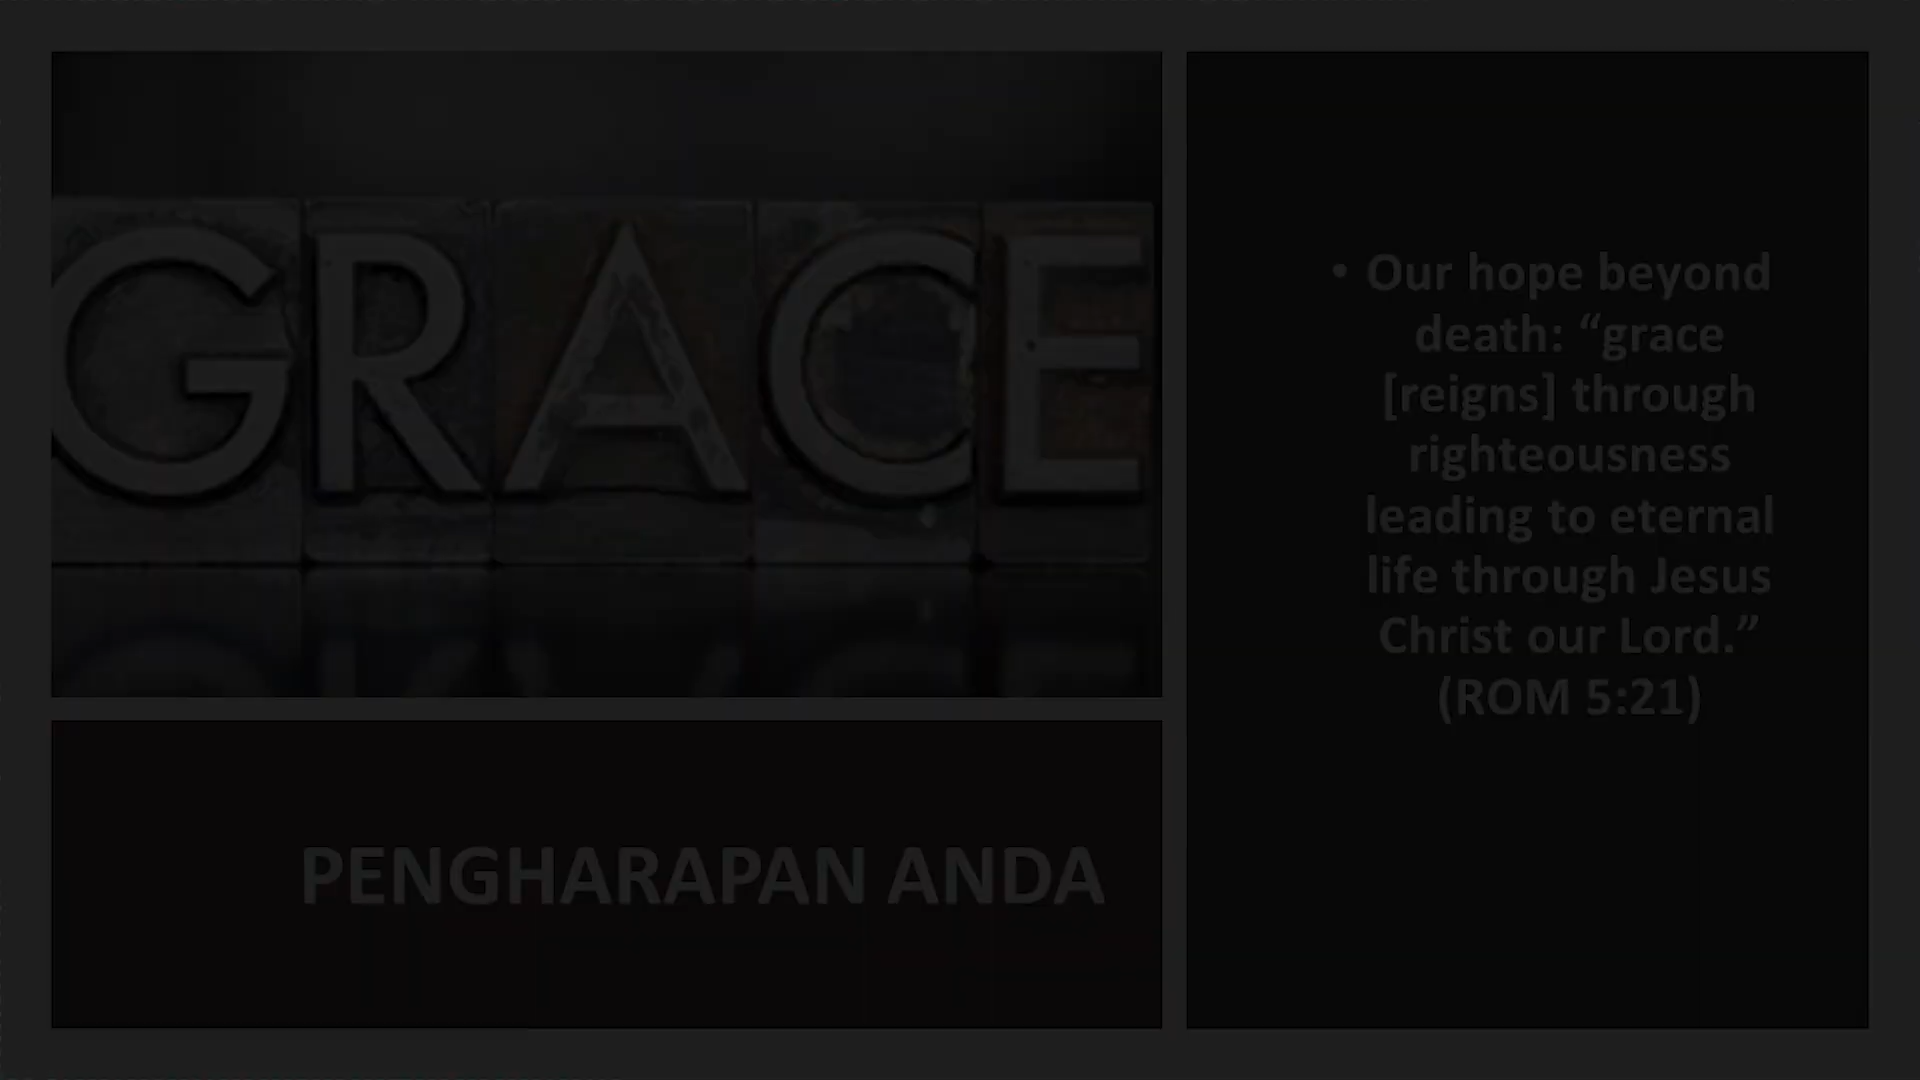 GRACE
PENGHARAPAN ANDA
• Our hope beyond
death: “grace
[reigns] through
righteousness
leading to eternal
life through Jesus
Christ our Lord.”
(ROM 5:21)